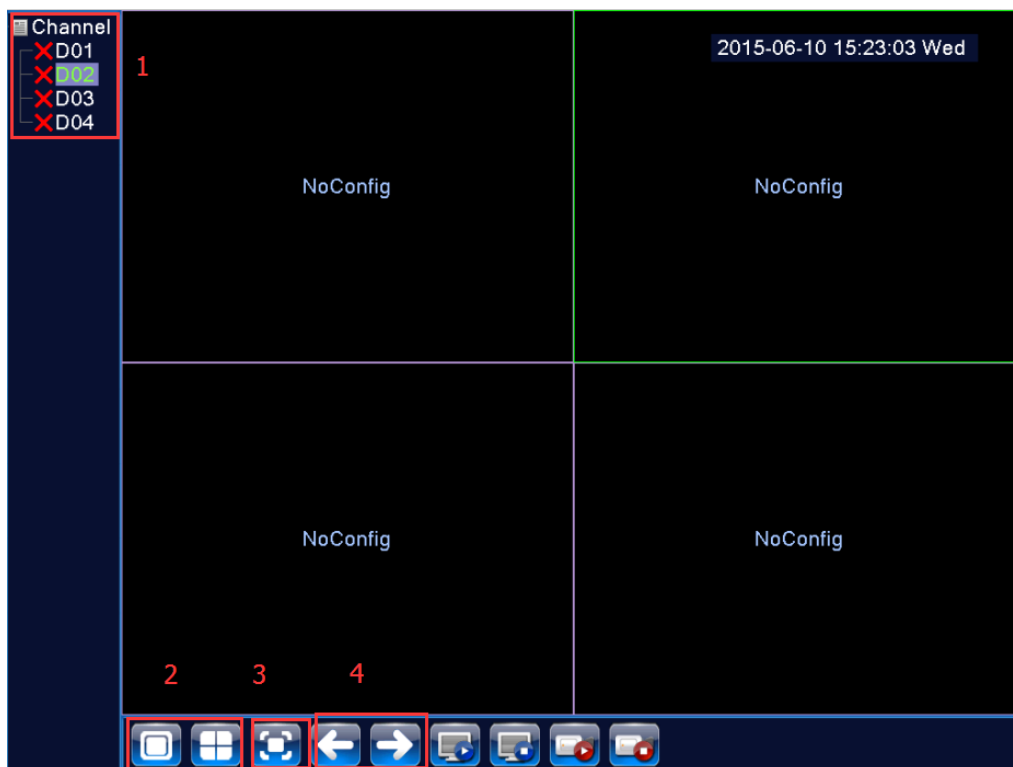 Channel
D01
D02
D03
D04
1
2015-06-10 15:23:03 Wed
NoConfig
NoConfig
NoConfig
NoConfig
2
3
4